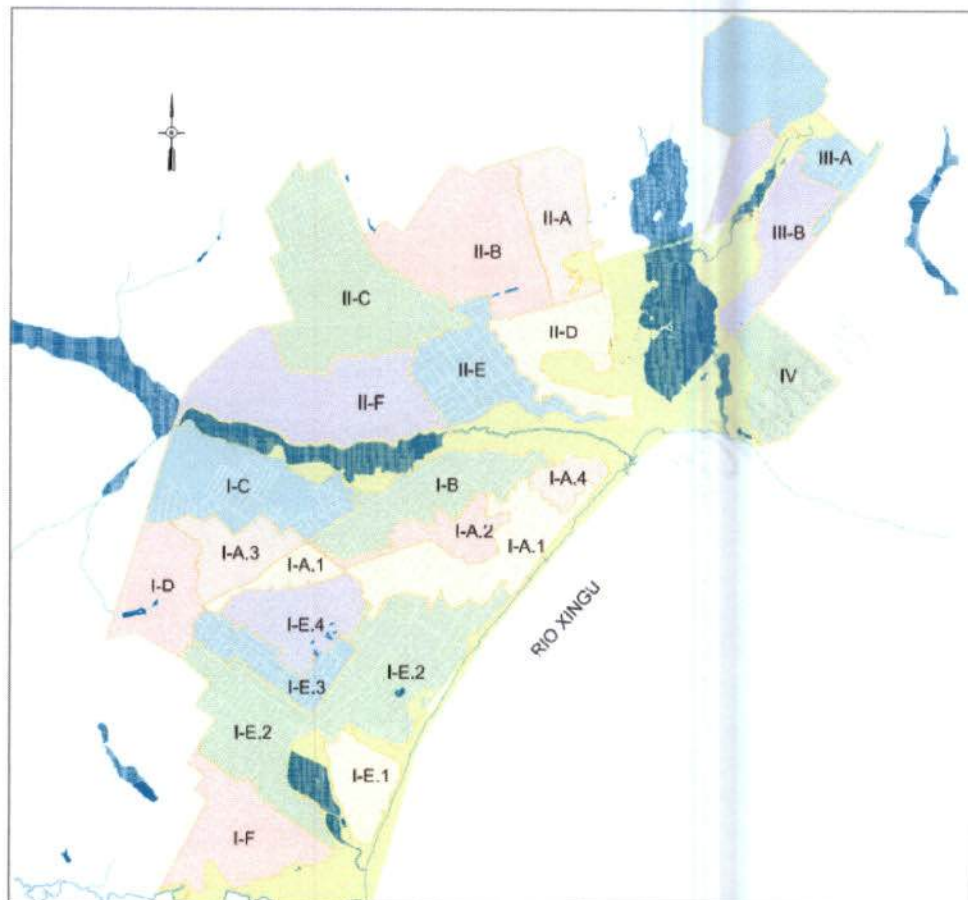 III-A
II-A
II-B
III-B
II-C
II-D
II-E
IV
II-F
I-C
I-B
I-A.4
I-A.2
I-A.3
I-A.1
I-A.1
I-D
I-E.4
RIO XINGU
I-E.2
I-E.3
I-E.2
I-E.1
I-F